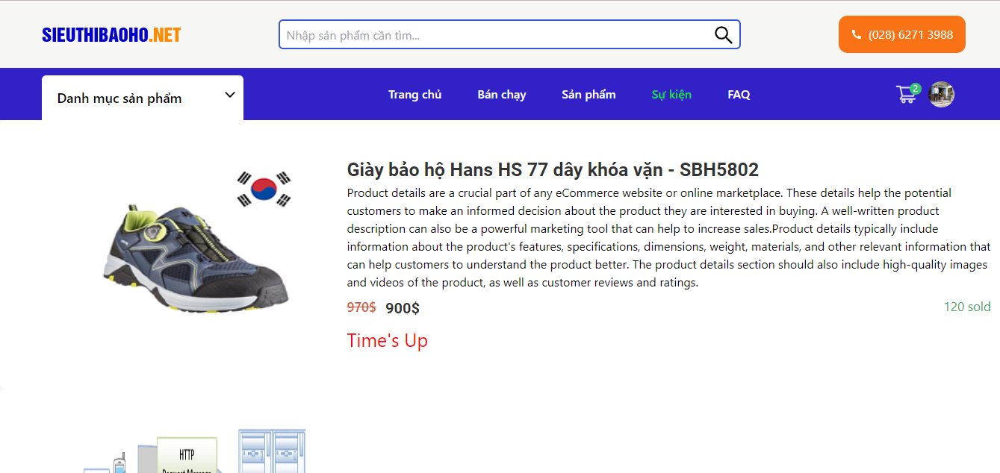 SIEUTHIBAOHO.NET
Nhập sản phẩm cần tìm...
(028) 6271 3988
Danh mục sản phẩm
Trang chủ
Bán chạy
Sản phẩm
Sự kiện
FAQ
2
Giày bảo hộ Hans HS 77 dây khóa vặn - SBH5802
Product details are a crucial part of any eCommerce website or online marketplace. These details help the potential
customers to make an informed decision about the product they are interested in buying. A well-written product
description can also be a powerful marketing tool that can help to increase sales.Product details typically include
information about the product's features, specifications, dimensions, weight, materials, and other relevant information that
can help customers to understand the product better. The product details section should also include high-quality images
and videos of the product, as well as customer reviews and ratings.
970$ 900$
120 sold
Time's Up
HTTP
Request Message